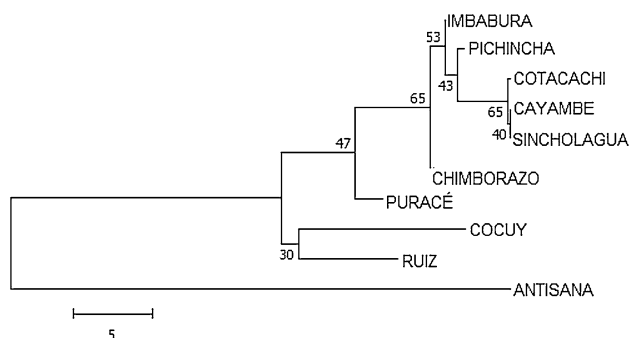 IMBABURA
53
PICHINCHA
43
COTACACHI
65
65
CAYAMBE
40
SINCHOLAGUA
47
CHIMBORAZO
PURACÉ
COCUY
30
RUIZ
ANTISANA
5